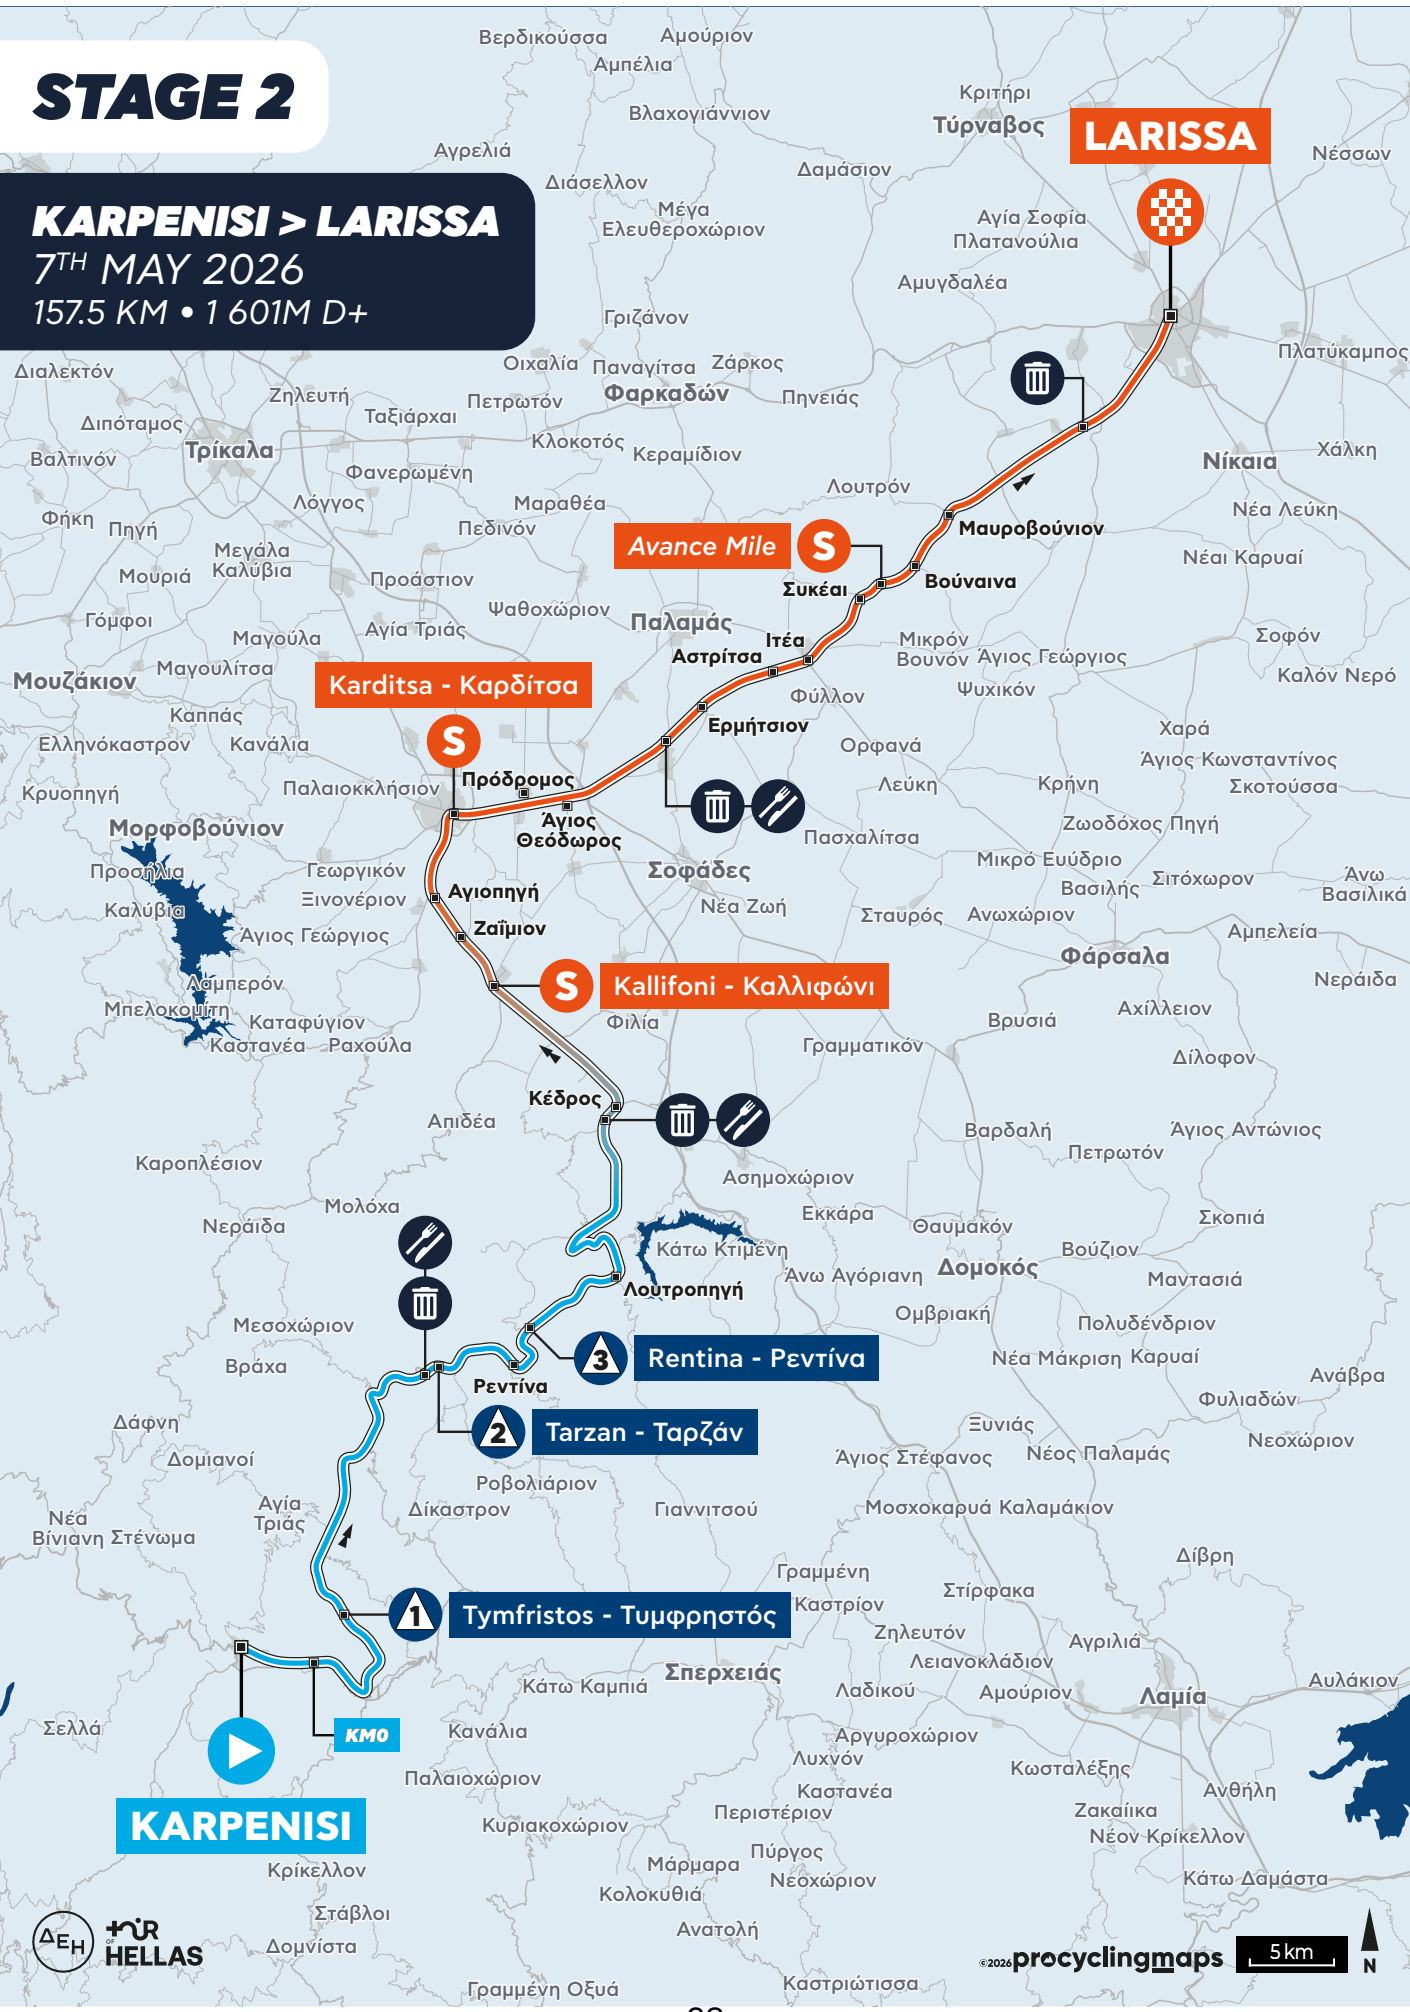 STAGE 2
KARPENISI > LARISSA
7TH MAY 2026
157.5 KM • 1 601M D+
Βερδικούσσα
Αμούριον
Αμπέλια
Βλαχογιάννιον
Κριτήρι
Τύρναβος
LARISSA
Αγρελιά
Νέσσων
Διάσελλον
Δαμάσιον
Μέγα
Ελευθεροχώριον
Αγία Σοφία
Πλατανούλια
Αμυγδαλέα
Γριζάνον
Διαλεκτόν
Οιχαλία
Παναγίτσα
Ζάρκος
Πλατύκαμπος
Ζηλευτή
Πετρωτόν
Φαρκαδών
Πηνειάς
Διπόταμος
Ταξιάρχαι
Τρίκαλα
Κλοκοτός
Κεραμίδιον
Βαλτινόν
Φανερωμένη
Νίκαια
Χάλκη
Λόγγος
Μαραθέα
Λουτρόν
Φήκη
Πηγή
Πεδινόν
Νέα Λεύκη
Μαυροβούνιον
Avance Mile
S
Μεγάλα
Καλύβια
Νέαι Καρυαί
Μουριά
Προάστιον
Συκέαι
Βούναινα
Γόμφοι
Ψαθοχώριον
Παλαμάς
Μαγούλα
Αγία Τριάς
Ιτέα
Μικρόν
Βουνόν
Άγιος Γεώργιος
Σοφόν
Αστρίτσα
Μουζάκιον
Μαγουλίτσα
Karditsa - Καρδίτσα
Φύλλον
Ψυχικόν
Καλόν Νερό
Καππάς
Ερμήτσιον
Χαρά
Ελληνόκαστρον
Κανάλια
S
Ορφανά
Άγιος Κωνσταντίνος
Κρυοπηγή
Παλαιοκκλήσιον
Πρόδρομος
Λεύκη
Κρήνη
Σκοτούσσα
Μορφοβούνιον
Άγιος
Θεόδωρος
Πασχαλίτσα
Ζωοδόχος Πηγή
Προσήλια
Γεωργικόν
Σοφάδες
Μικρό Ευύδριο
Βασιλής
Σιτόχωρον
Άνω
Βασιλικά
Ξινονέριον
Αγιοπηγή
Καλύβια
Νέα Ζωή
Σταυρός
Ανωχώριον
Άγιος Γεώργιος
Ζαΐμιον
Αμπελεία
Φάρσαλα
Λαμπερόν
S
Kallifoni - Καλλιφώνι
Νεράιδα
Μπελοκομίτη
Καταφύγιον
Φιλία
Βρυσιά
Αχίλλειον
Καστανέα
Ραχούλα
Γραμματικόν
Δίλοφον
Κέδρος
Απιδέα
Βαρδαλή
Άγιος Αντώνιος
Καροπλέσιον
Πετρωτόν
Ασημοχώριον
Μολόχα
Νεράιδα
Εκκάρα
Θαυμακόν
Σκοπιά
Κάτω Κτιμένη
Βούζιον
Άνω Αγόριανη
Δομοκός
Μαντασιά
Λουτροπηγή
Μεσοχώριον
Ομβριακή
Πολυδένδριον
Βράχα
3
Rentina - Ρεντίνα
Νέα Μάκριση
Καρυαί
Ανάβρα
Ρεντίνα
Φυλιαδών
Δάφνη
2
Tarzan - Ταρζάν
Ξυνιάς
Νεοχώριον
Δομιανοί
Άγιος Στέφανος
Νέος Παλαμάς
Ροβολιάριον
Αγία
Τριάς
Δίκαστρον
Γιαννιτσού
Μοσχοκαρυά
Καλαμάκιον
Νέα
Βίνιανη
Στένωμα
Δίβρη
Γραμμένη
Στίρφακα
1
Tymfristos - Τυμφρηστός
Καστρίον
Ζηλευτόν
Αγριλιά
Λειανοκλάδιον
Κάτω Καμπιά
Σπερχειάς
Λαδικού
Αμούριον
Λαμία
Αυλάκιον
Σελλά
KM0
Κανάλια
Αργυροχώριον
Λυχνόν
Παλαιοχώριον
Κωσταλέξης
Καστανέα
Ανθήλη
KARPENISI
Κυριακοχώριον
Περιστέριον
Ζακαίικα
Νέον Κρίκελλον
Πύργος
Κρίκελλον
Μάρμαρα
Νεοχώριον
Κάτω Δαμάστα
Κολοκυθιά
Στάβλοι
Ανατολή
Δομνίστα
ΔΕΗ
TOUR
OF
HELLAS
©2026 procyclingmaps
5 km
N
Γραμμένη Οξυά
Καστριώτισσα